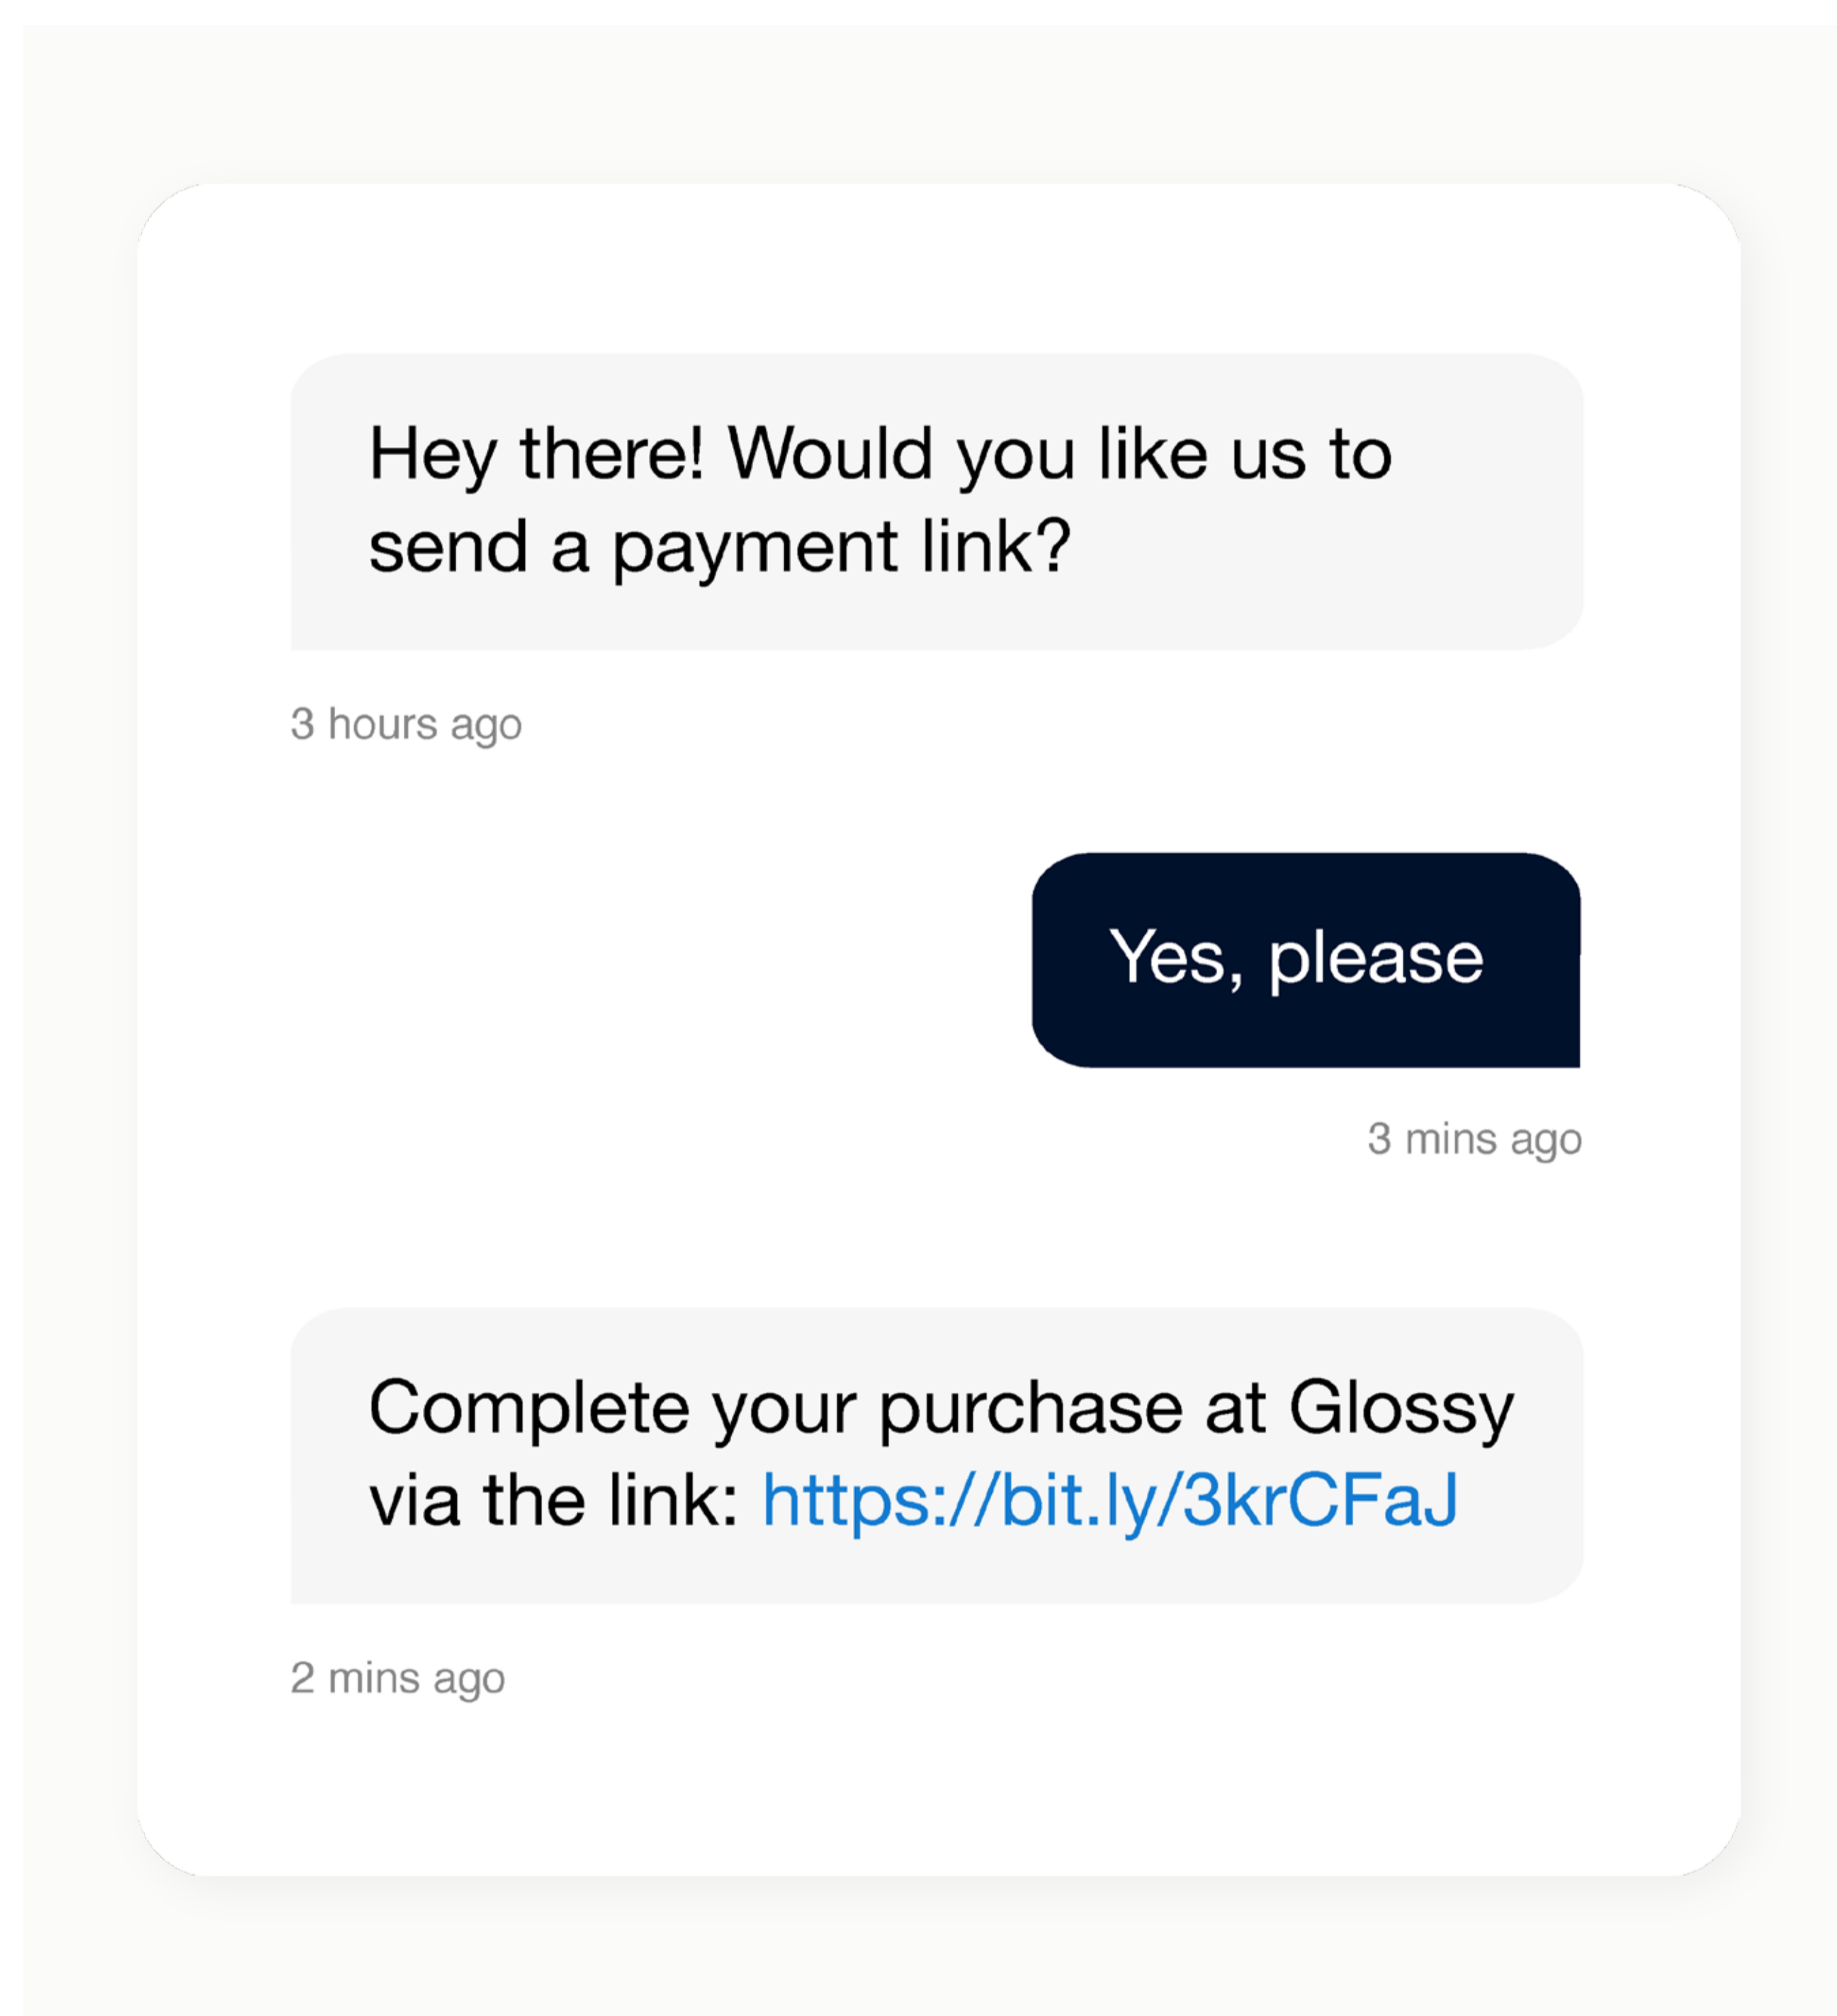 Hey there! Would you like us to
send a payment link?
3 hours ago
Yes, please
3 mins ago
Complete your purchase at Glossy
via the link: https://bit.ly/3krCFaJ
2 mins ago